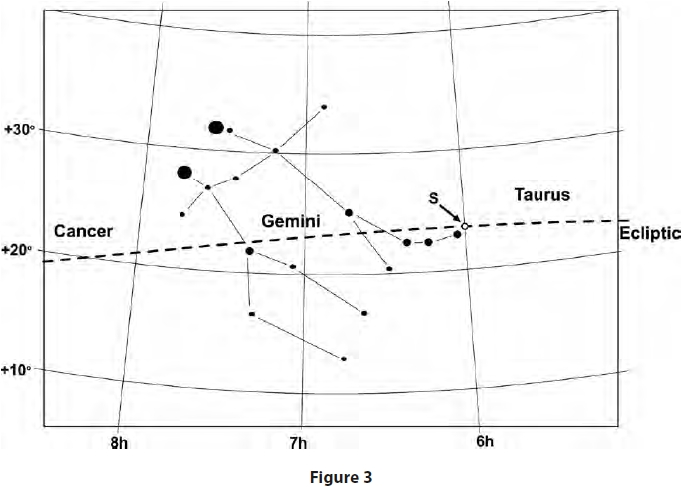 +30°
S
Taurus
Gemini
Cancer
Ecliptic
+20°
+10°
8h 7h 6h
Figure 3